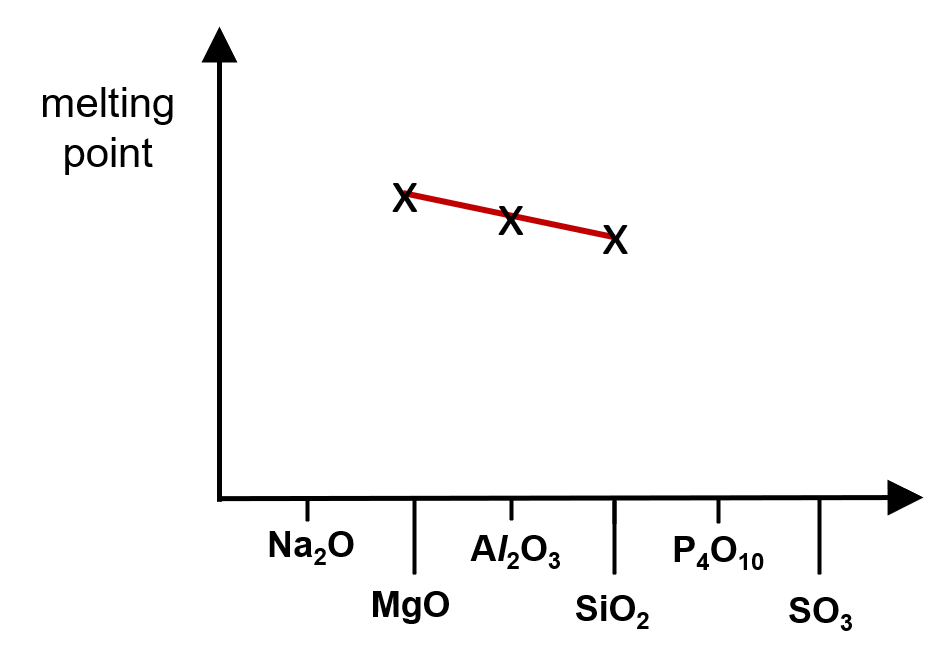 melting
point
X
X
X
Na₂O
Al₂O₃
P₄O₁₀
MgO
SiO₂
SO₃